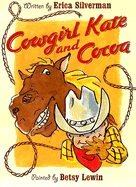 Written by Erica Silverman
Cowgirl Kate
and Cocoa
Painted by
Betsy Lewin